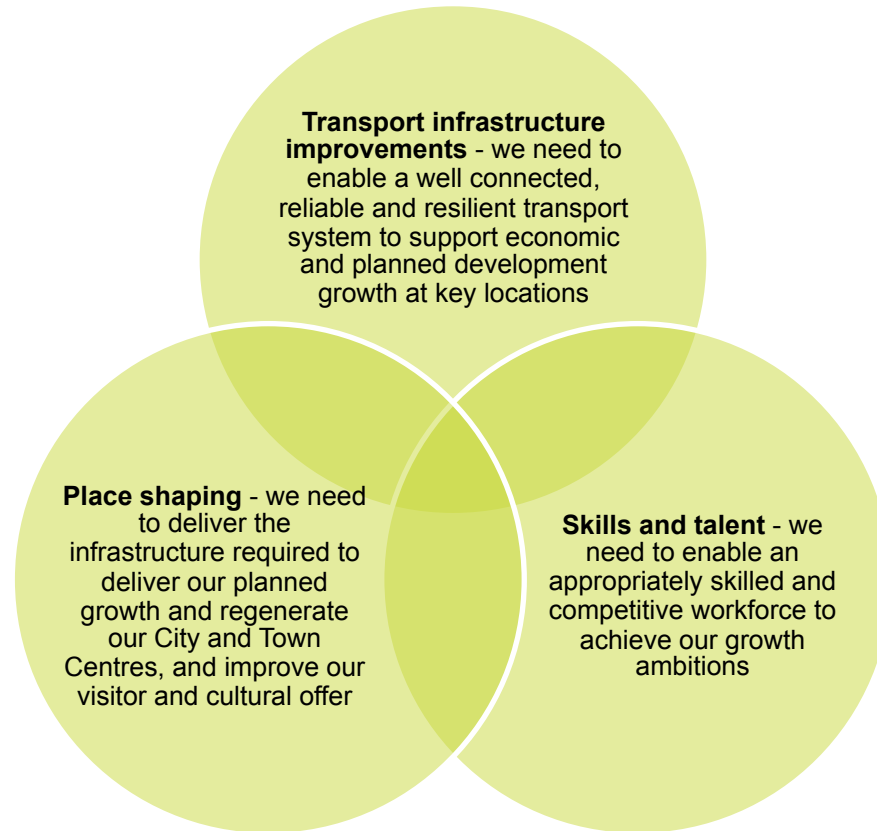 Transport infrastructure
improvements - we need to
enable a well connected,
reliable and resilient transport
system to support economic
and planned development
growth at key locations
Place shaping - we need
to deliver the
infrastructure required to
deliver our planned
growth and regenerate
our City and Town
Centres, and improve our
visitor and cultural offer
Skills and talent - we
need to enable an
appropriately skilled and
competitive workforce to
achieve our growth
ambitions